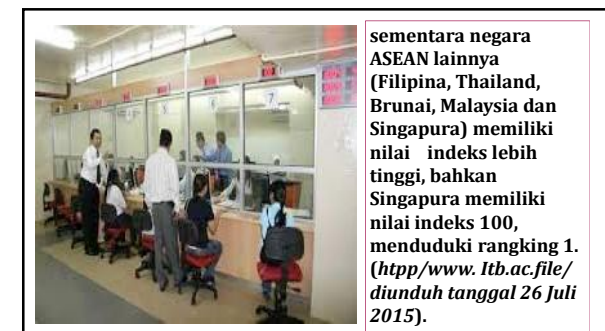 5
6
7
sementara negara
ASEAN lainnya
(Filipina, Thailand,
Brunai, Malaysia dan
Singapura) memiliki
nilai indeks lebih
tinggi, bahkan
Singapura memiliki
nilai indeks 100,
menduduki rangking 1.
(htpp/www. Itb.ac.file/
diunduh tanggal 26 Juli
2015).